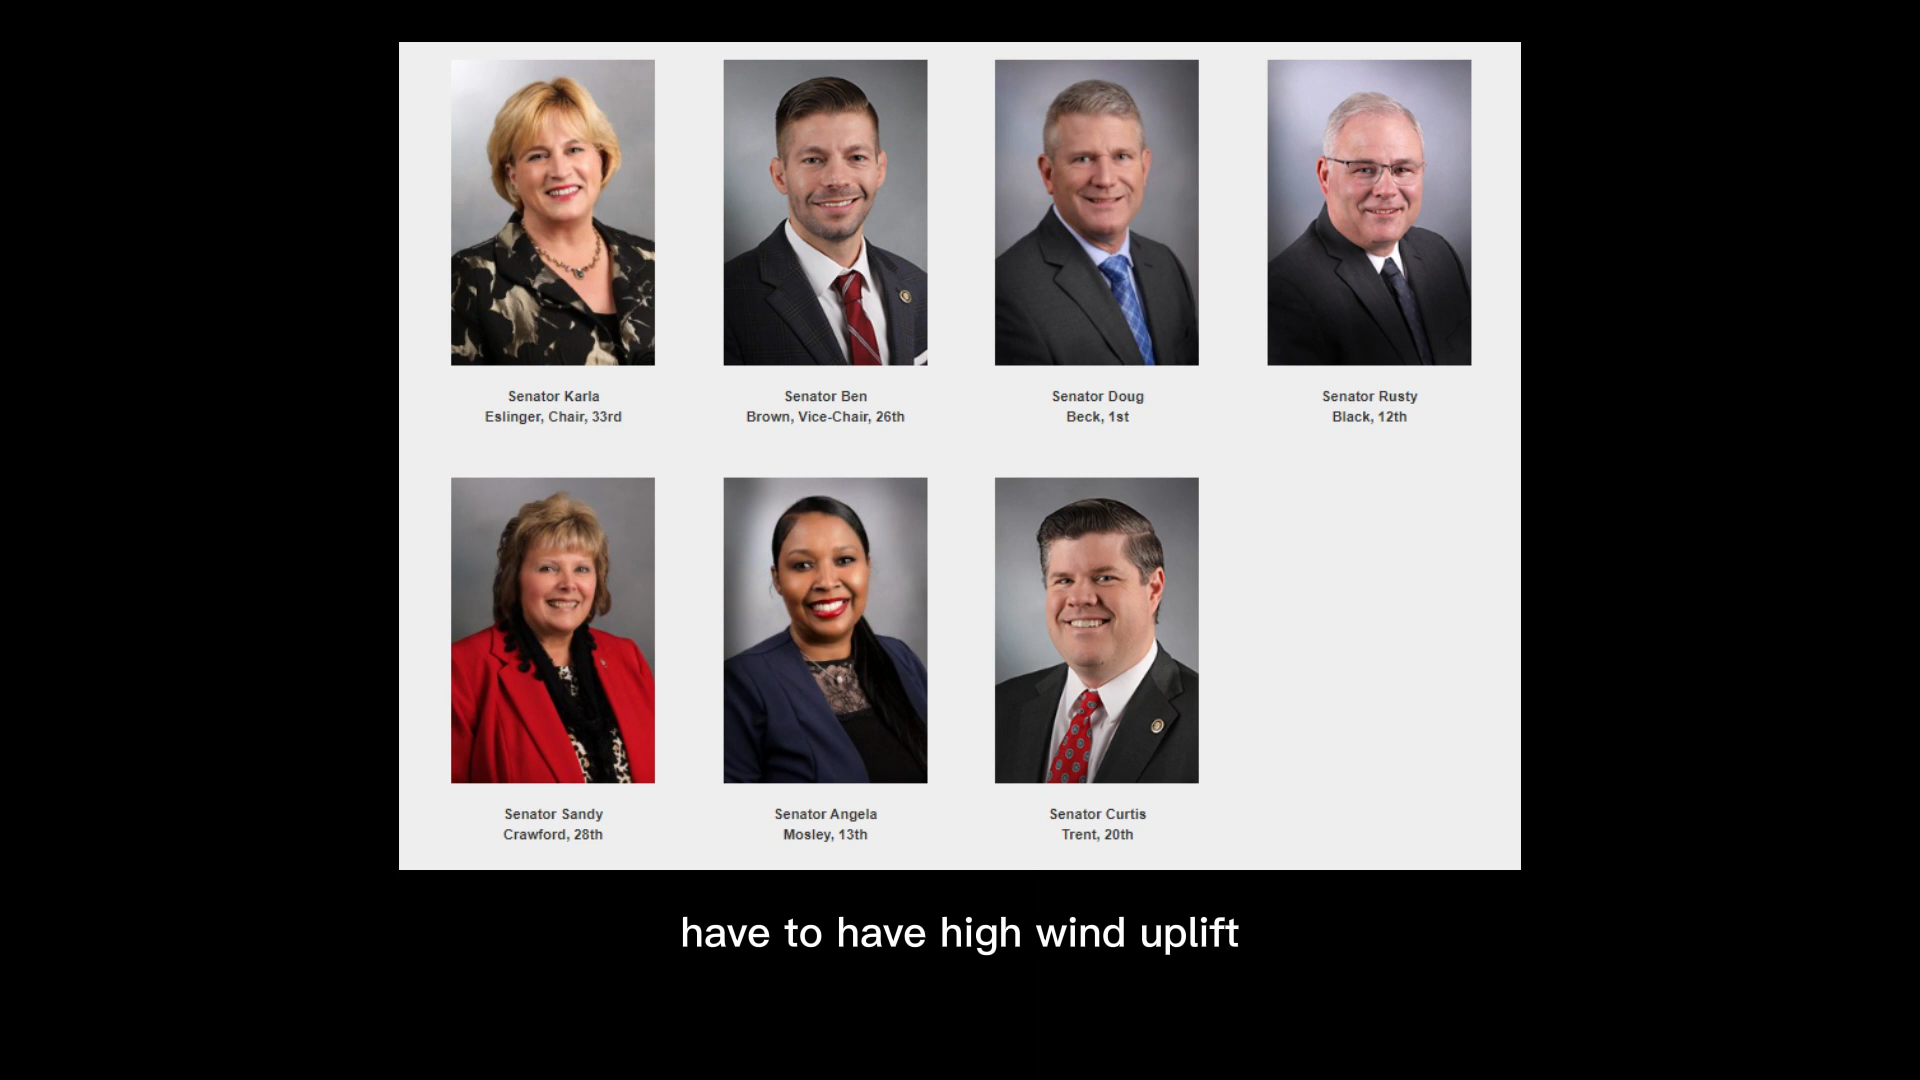 Senator Karla
Eslinger, Chair, 33rd
Senator Ben
Brown, Vice-Chair, 26th
Senator Doug
Beck, 1st
Senator Rusty
Black, 12th
Senator Sandy
Crawford, 28th
Senator Angela
Mosley, 13th
Senator Curtis
Trent, 20th
have to have high wind uplift